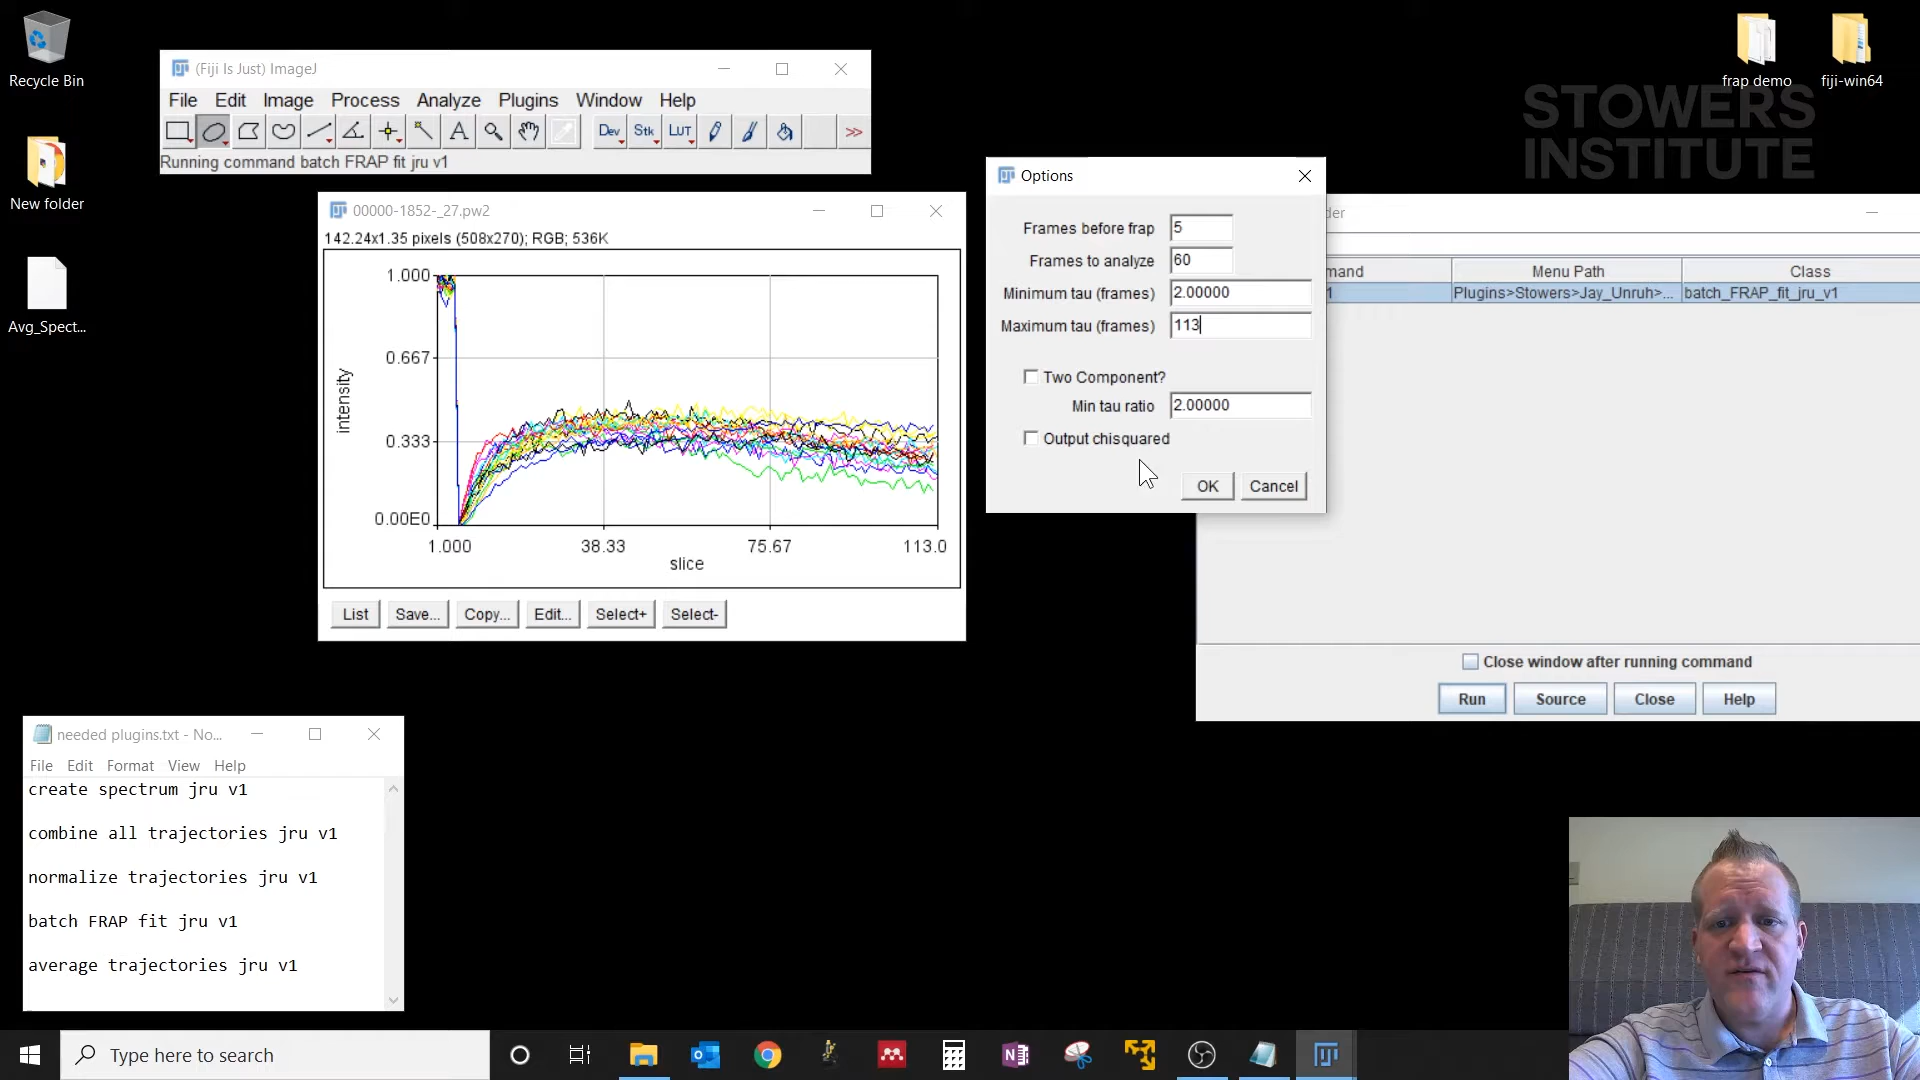 Recycle Bin
New folder
Avg_Spect...
frap demo
fiji-win64
STOWERS
INSTITUTE
(Fiji Is Just) ImageJ
File Edit Image Process Analyze Plugins Window Help
Dev Stk LUT >>
Running command batch FRAP fit jru v1
00000-1852-_27.pw2
142.24x1.35 pixels (508x270); RGB; 536K
1.000
0.667
0.333
0.00E0
intensity
1.000 38.33 75.67 113.0
slice
List Save... Copy... Edit... Select+ Select-
Options
Frames before frap 5
Frames to analyze 60
Minimum tau (frames) 2.00000
Maximum tau (frames) 113
Two Component?
Min tau ratio 2.00000
Output chisquared
OK Cancel
der
mand Menu Path Class
1 Plugins>Stowers>Jay_Unruh>... batch_FRAP_fit_jru_v1
Close window after running command
Run Source Close Help
needed plugins.txt - No...
File Edit Format View Help
create spectrum jru v1
combine all trajectories jru v1
normalize trajectories jru v1
batch FRAP fit jru v1
average trajectories jru v1
Type here to search